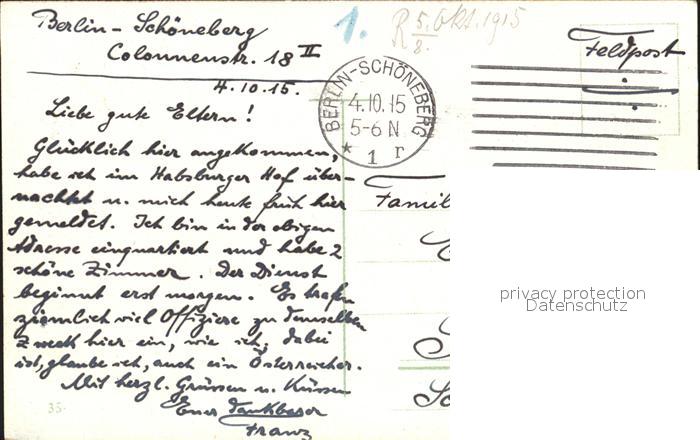 Berlin-Schöneberg
Colonnenstr. 18 II
4.10.15.
1.
R 5. Okt. 1915
8.
BERLIN-SCHÖNEBERG
4.10.15
5-6 N
* 1 r
Feldpost
Liebe gute Eltern!
Glücklich hier angekommen,
habe ich im Habsburger Hof über-
nachtet u. mich heute früh hier
gemeldet. Ich bin in der obigen
Adresse einquartiert und habe 2
schöne Zimmer. Der Dienst
beginnt erst morgen. Es trafen
ziemlich viel Offiziere zu demselben
Zweck hier ein, wie ich; dabei
ist, glaube ich, auch ein Österreicher.
Mit herzl. Grüssen u. Küssen
Euer dankbarer
Franz
Famil
privacy protection
Datenschutz
35